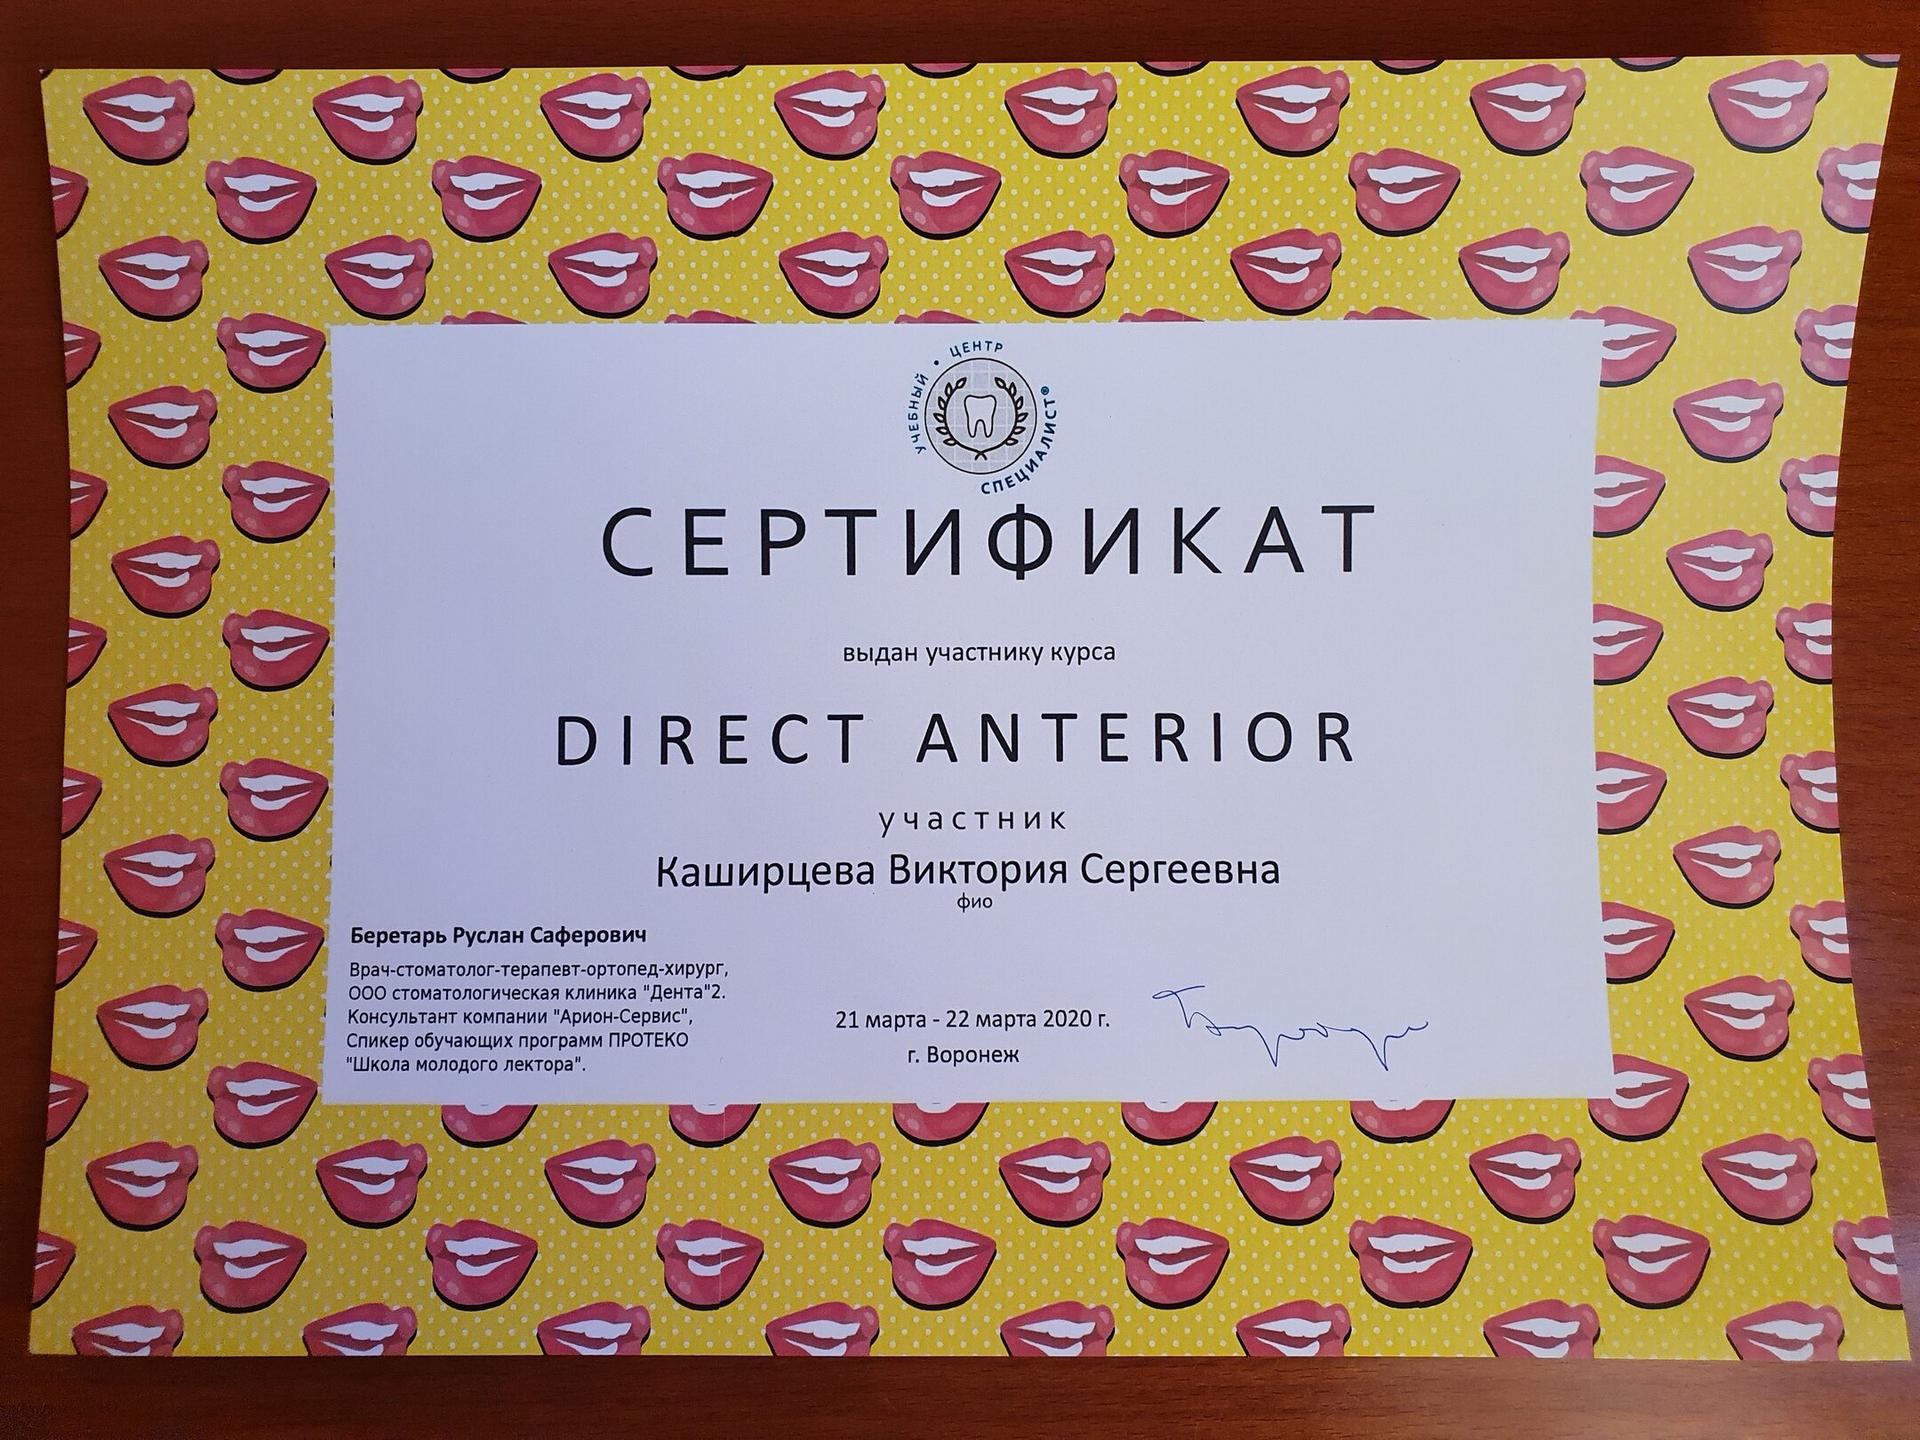 УЧЕБНЫЙ • ЦЕНТР
СПЕЦИАЛИСТ®
СЕРТИФИКАТ
выдан участнику курса
DIRECT ANTERIOR
участник
Каширцева Виктория Сергеевна
фио
Беретарь Руслан Саферович
Врач-стоматолог-терапевт-ортопед-хирург,
ООО стоматологическая клиника "Дента"2.
Консультант компании "Арион-Сервис",
Спикер обучающих программ ПРОТЕКО
"Школа молодого лектора".
21 марта - 22 марта 2020 г.
г. Воронеж